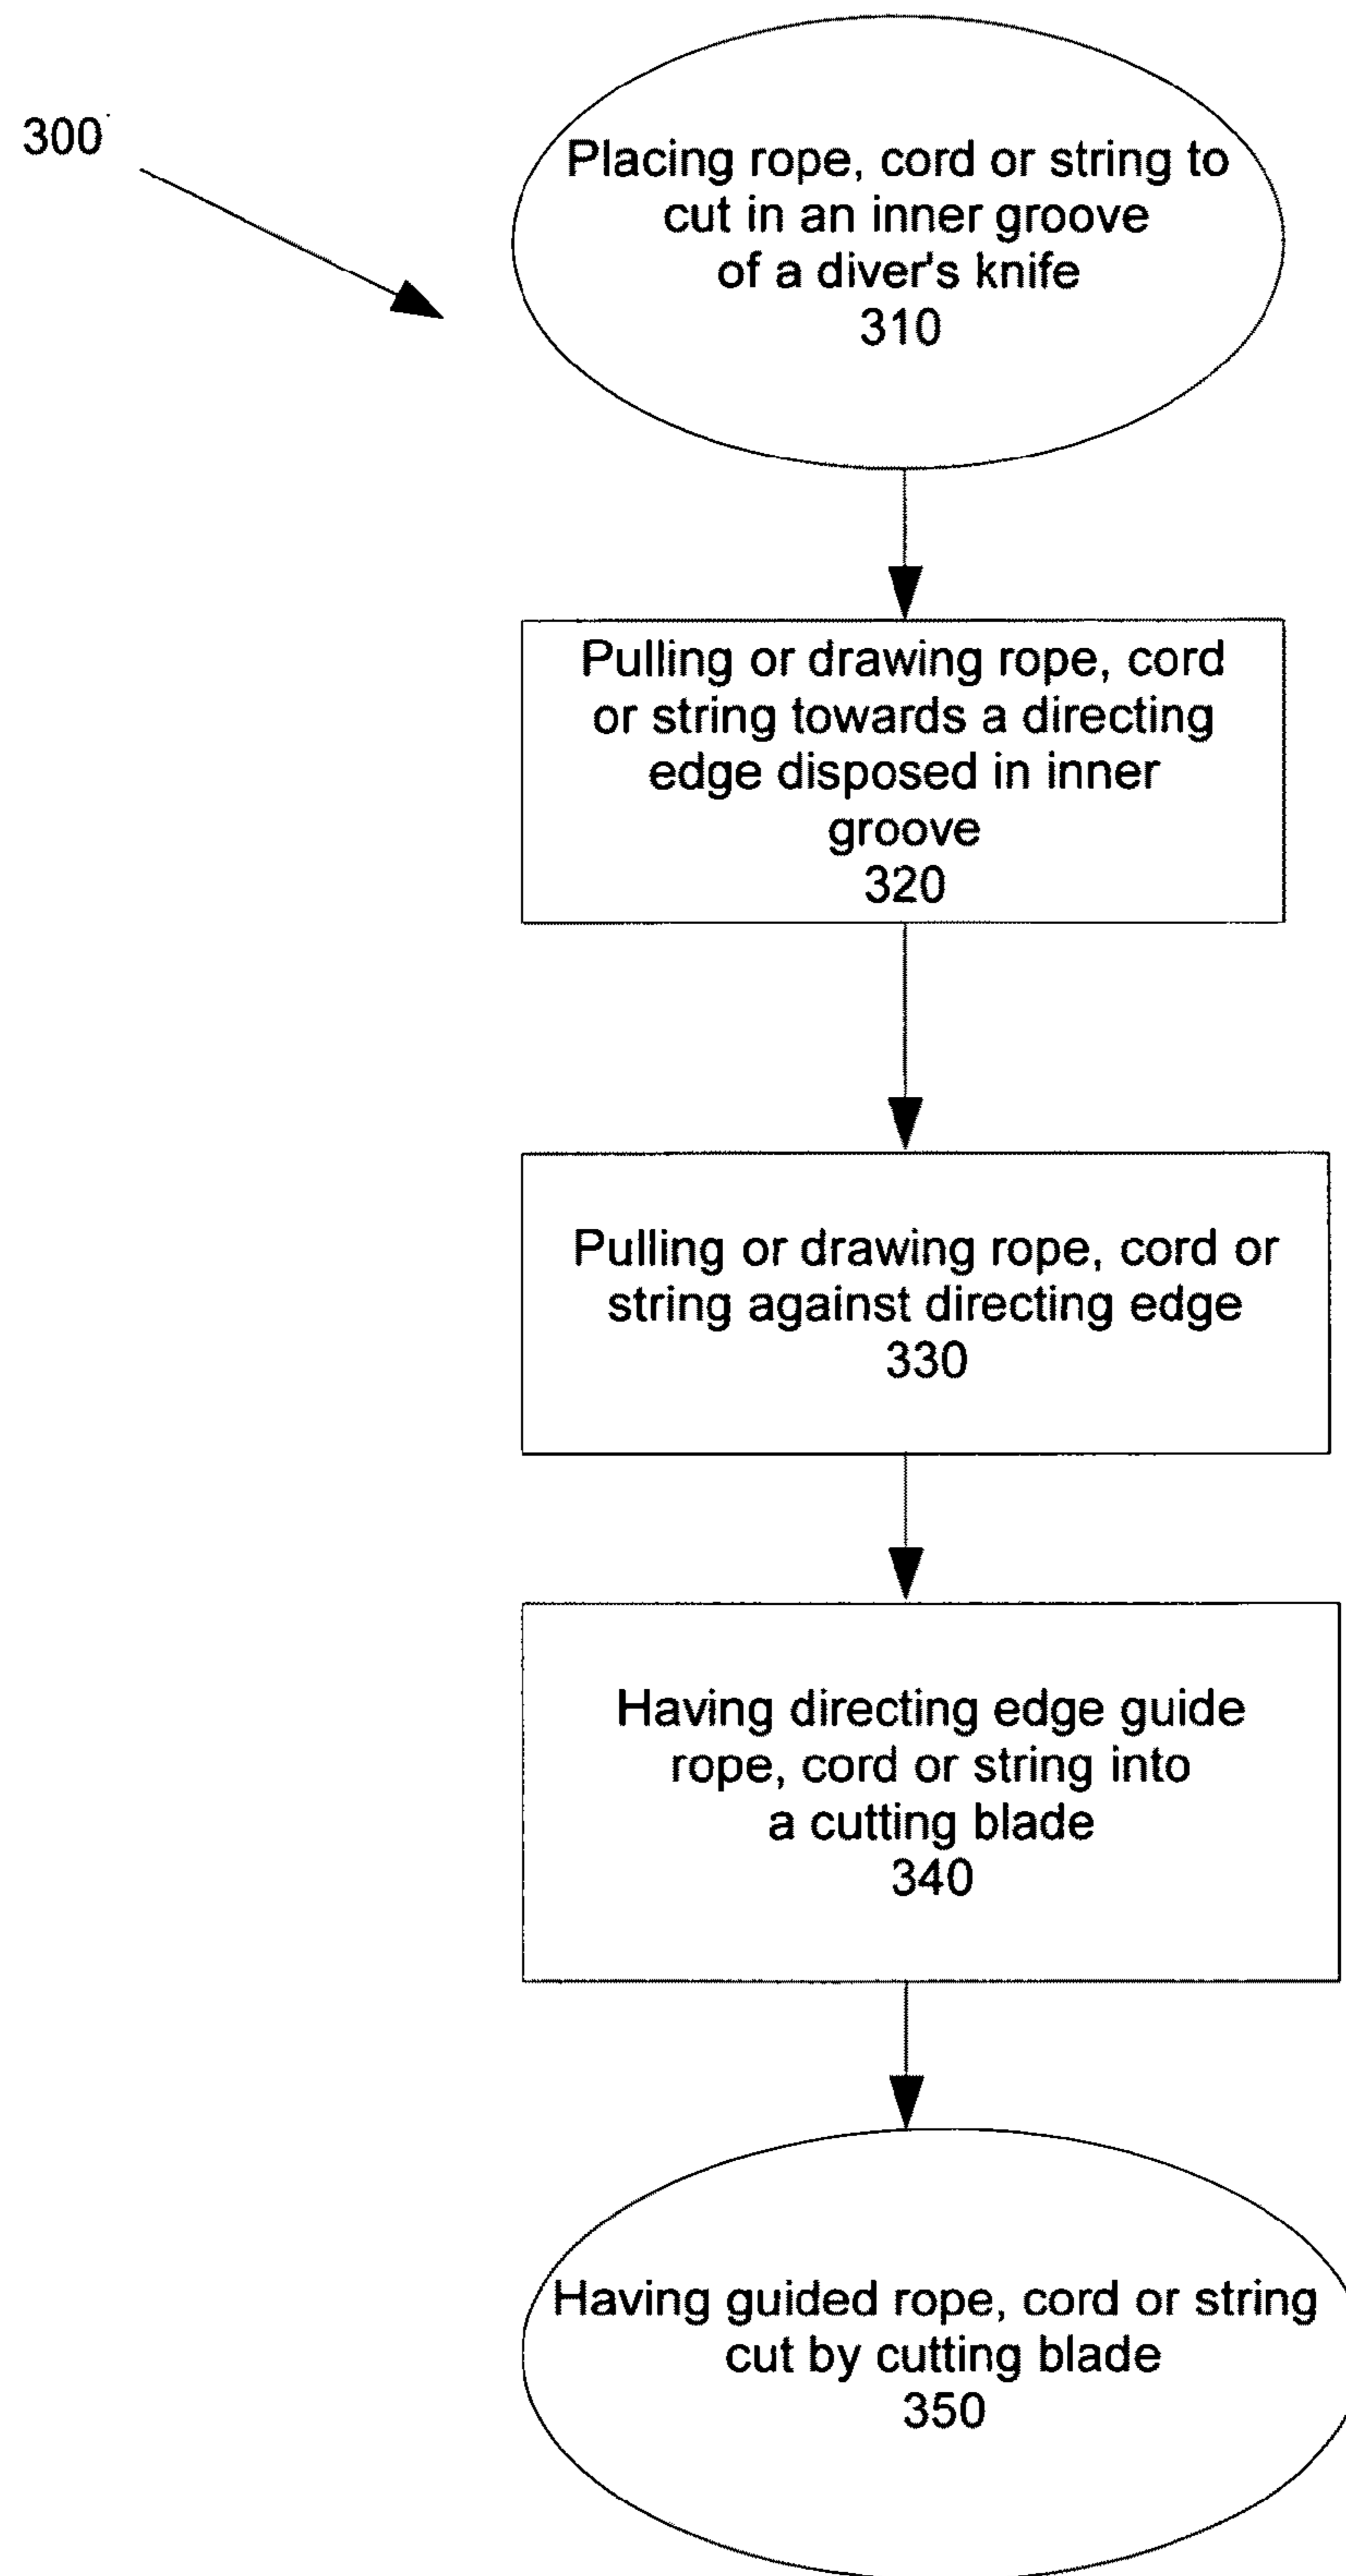 300
Placing rope, cord or string to
cut in an inner groove
of a diver's knife
310
Pulling or drawing rope, cord
or string towards a directing
edge disposed in inner
groove
320
Pulling or drawing rope, cord or
string against directing edge
330
Having directing edge guide
rope, cord or string into
a cutting blade
340
Having guided rope, cord or string
cut by cutting blade
350